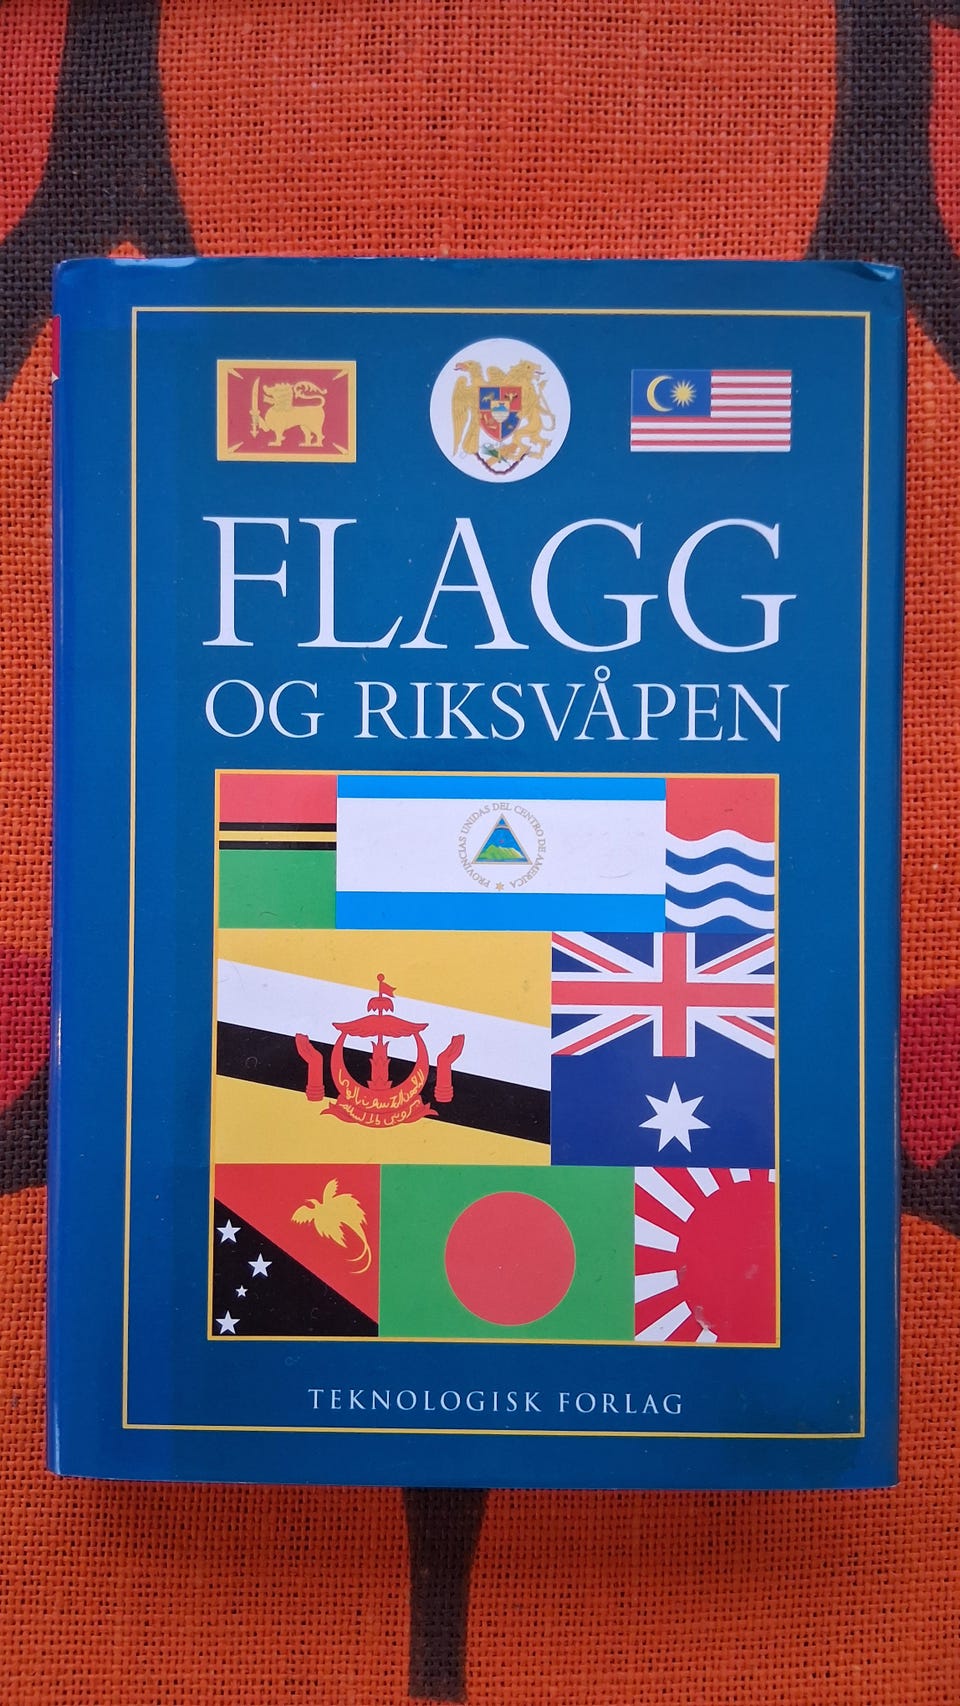 FLAGG
OG RIKSVÅPEN
PROVINCIAS UNIDAS DEL CENTRO DE AMERICA
TEKNOLOGISK FORLAG